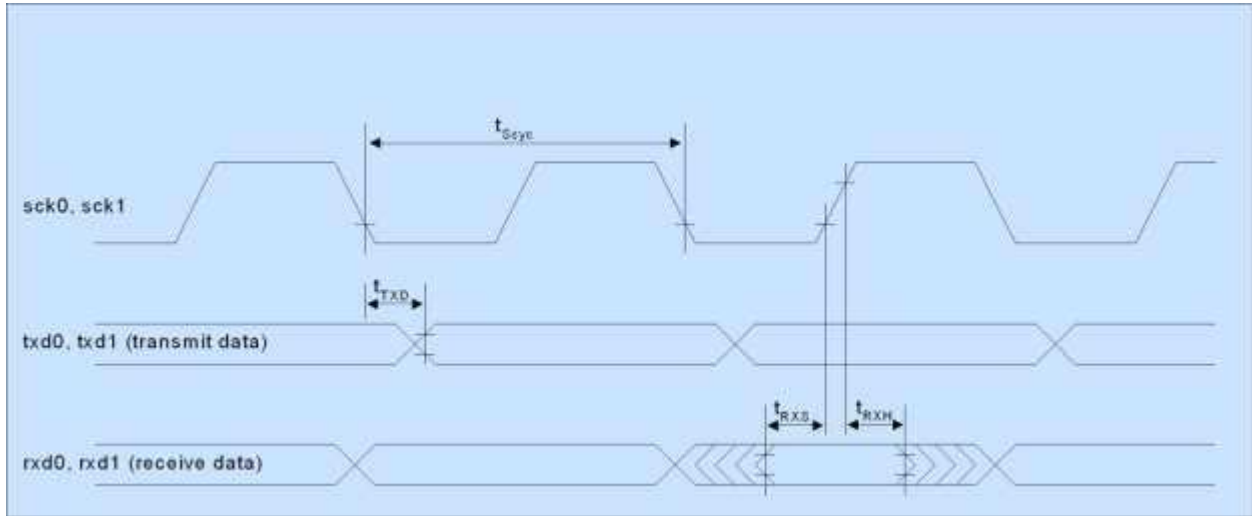 tScyc
sck0, sck1
tTXD
txd0, txd1 (transmit data)
tRXS tRXH
rxd0, rxd1 (receive data)